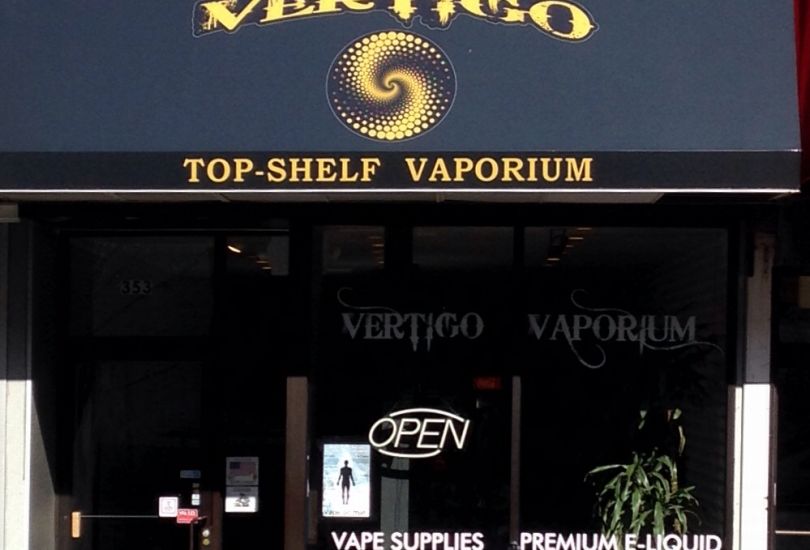 VERTIGO
TOP-SHELF VAPORIUM
353
VERTIGO VAPORIUM
OPEN
VAPE SUPPLIES PREMIUM E-LIQUID